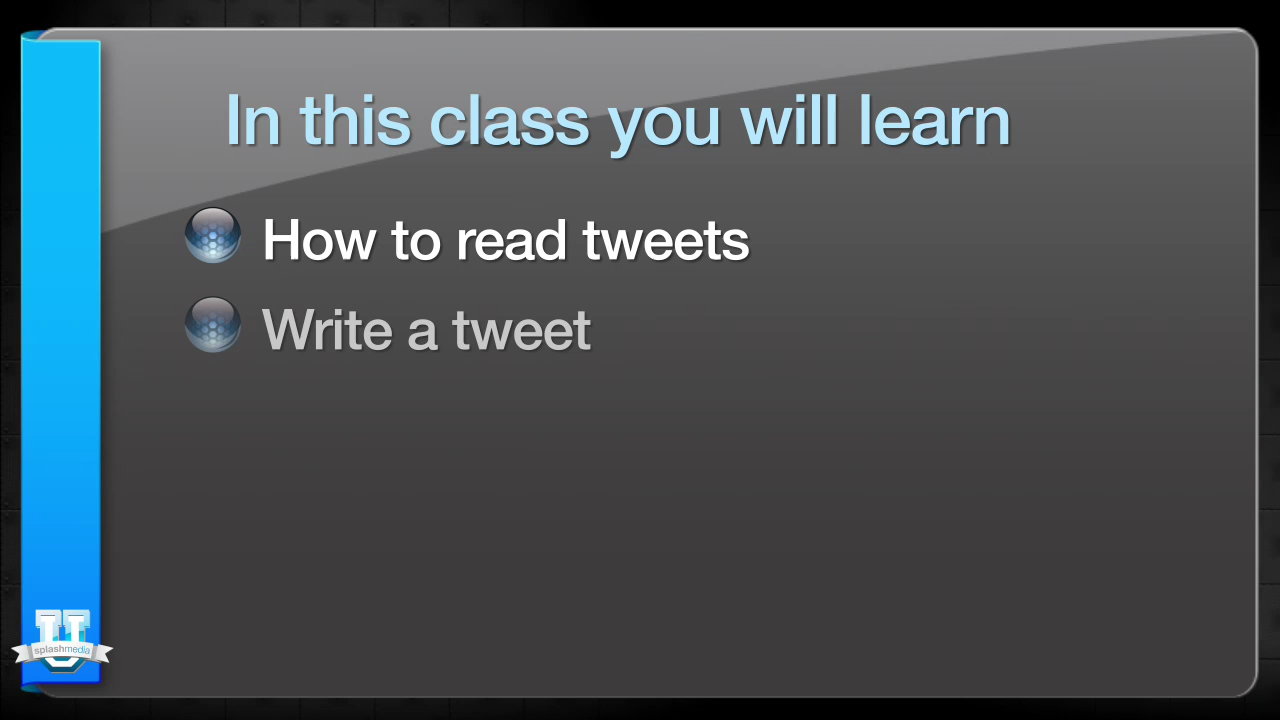 In this class you will learn
How to read tweets
Write a tweet
U
splashmedia